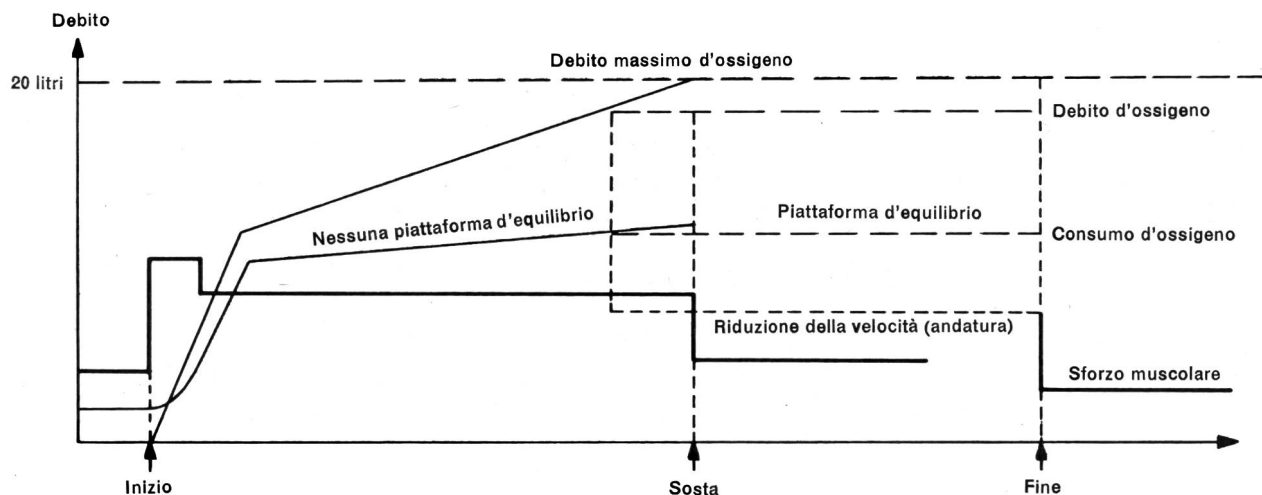 Debito
Debito massimo d'ossigeno
20 litri
Debito d'ossigeno
Nessuna piattaforma d'equilibrio
Piattaforma d'equilibrio
Consumo d'ossigeno
Riduzione della velocità (andatura)
Sforzo muscolare
Inizio
Sosta
Fine